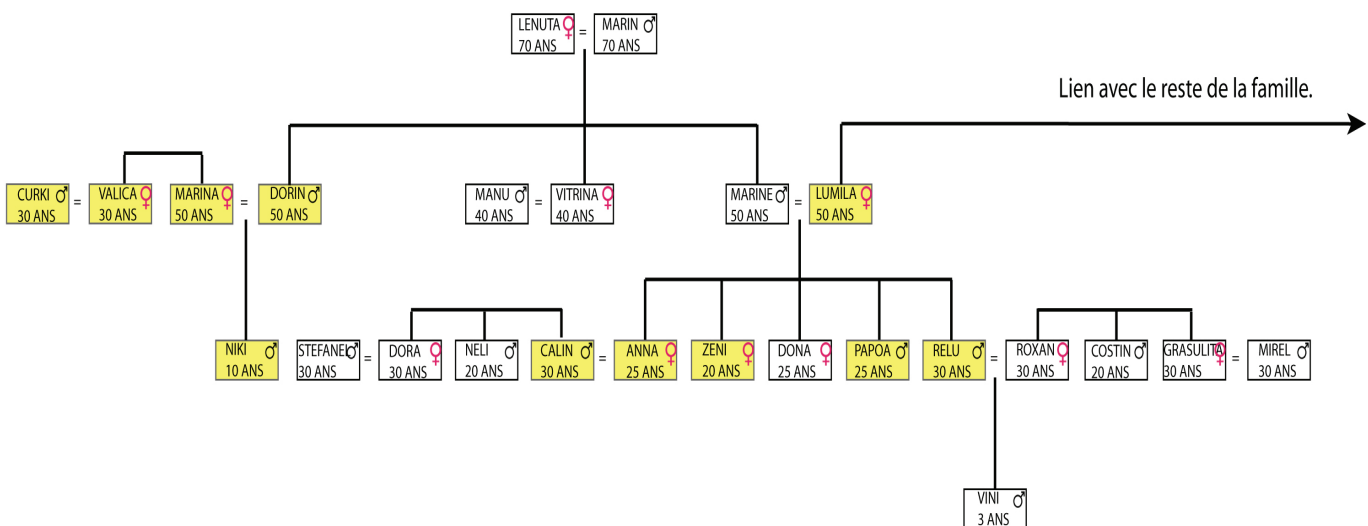 LENUTA ♀ = MARIN ♂
70 ANS 70 ANS
Lien avec le reste de la famille.
CURKI ♂ = VALICA ♀ MARINA ♀ = DORIN ♂ MANU ♂ = VITRINA ♀ MARINE ♂ = LUMILA ♀
30 ANS 30 ANS 50 ANS 50 ANS 40 ANS 40 ANS 50 ANS 50 ANS
NIKI ♂ STEFANEL ♂ = DORA ♀ NELI ♂ CALIN ♂ = ANNA ♀ ZENI ♀ DONA ♀ PAPOA ♂ RELU ♂ = ROXAN ♀ COSTIN ♂ GRASULITA ♀ = MIREL ♂
10 ANS 30 ANS 30 ANS 20 ANS 30 ANS 25 ANS 20 ANS 25 ANS 25 ANS 30 ANS 30 ANS 20 ANS 30 ANS 30 ANS
VINI ♂
3 ANS